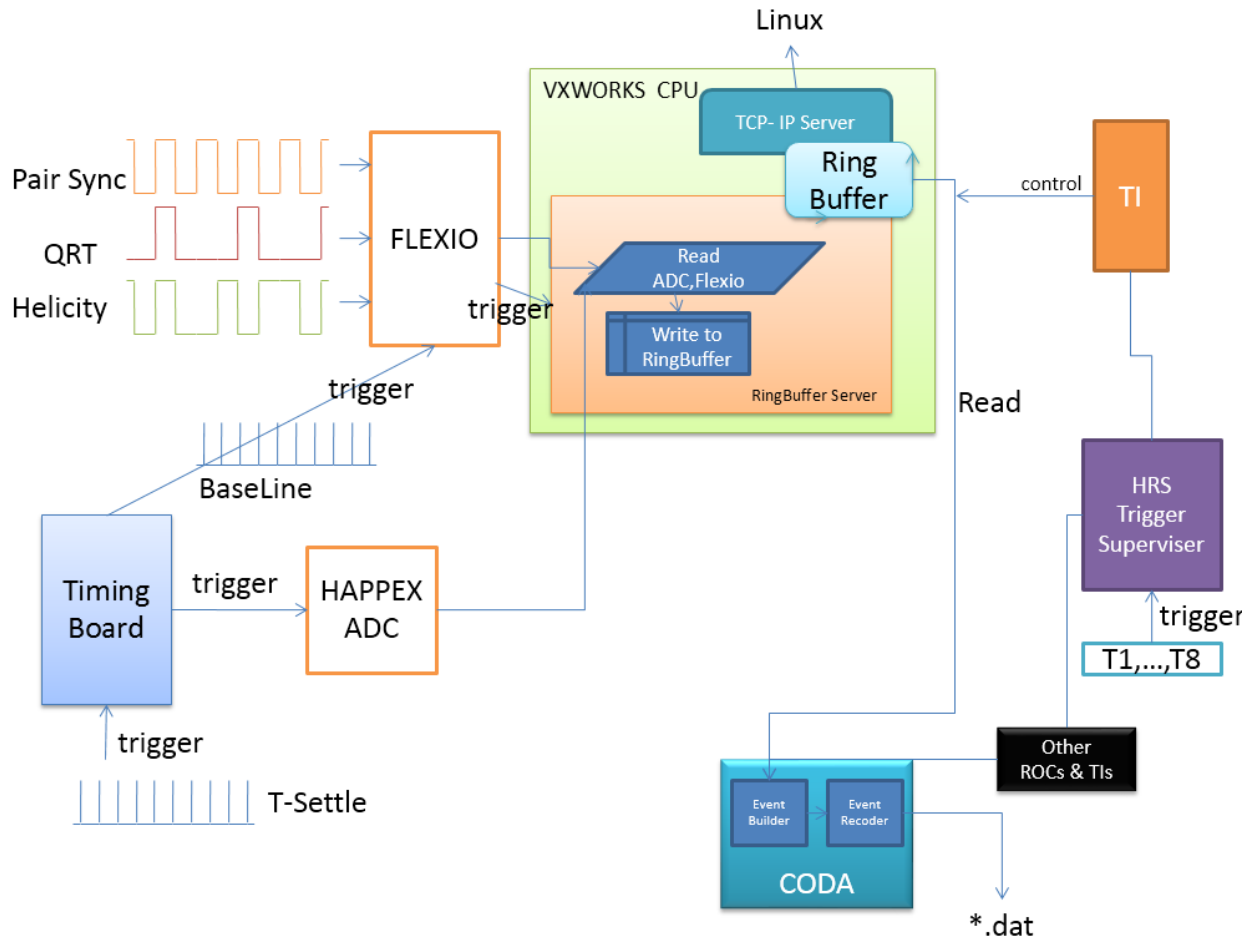 Linux
VXWORKS CPU
TCP- IP Server
Ring
Buffer
Pair Sync
QRT
Helicity
FLEXIO
trigger
Read
ADC,Flexio
Write to
RingBuffer
RingBuffer Server
control
TI
trigger
BaseLine
Read
HRS
Trigger
Superviser
trigger
T1,...,T8
Timing
Board
trigger
HAPPEX
ADC
trigger
T-Settle
Other
ROCs & TIs
Event
Builder
Event
Recoder
CODA
*.dat